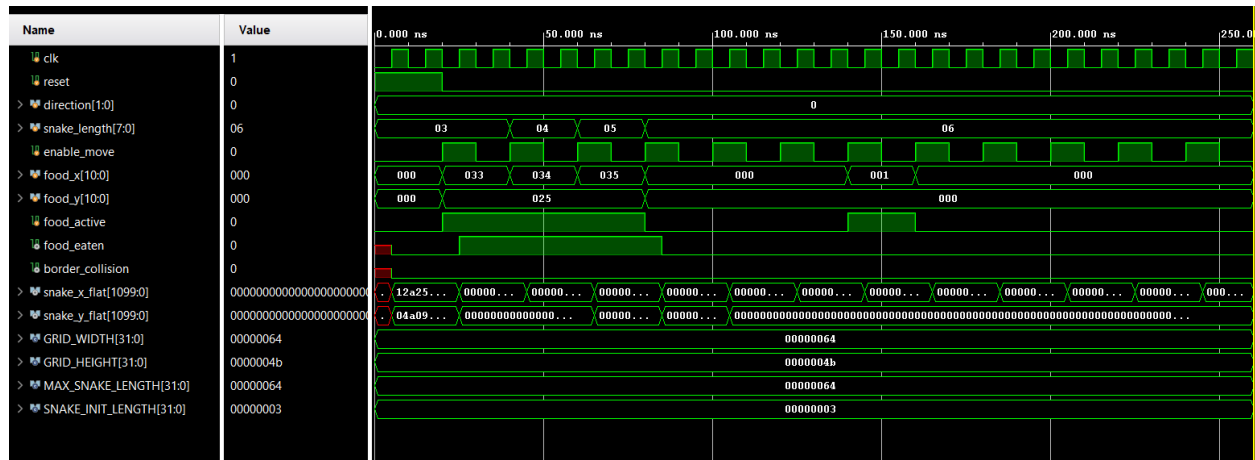 Name Value
0.000 ns 50.000 ns 100.000 ns 150.000 ns 200.000 ns 250.0
clk 1
reset 0
direction[1:0] 0 0
snake_length[7:0] 06 03 04 05 06
enable_move 0
food_x[10:0] 000 000 033 034 035 000 001 000
food_y[10:0] 000 000 025 000
food_active 0
food_eaten 0
border_collision 0
snake_x_flat[1099:0] 12a25... 00000... 00000... 00000... 00000... 00000... 00000... 00000... 00000... 00000... 00000... 00000... 000...
snake_y_flat[1099:0] 04a09... 00000... 00000...
GRID_WIDTH[31:0] 00000064 00000064
GRID_HEIGHT[31:0] 0000004b 0000004b
MAX_SNAKE_LENGTH[31:0] 00000064 00000064
SNAKE_INIT_LENGTH[31:0] 00000003 00000003